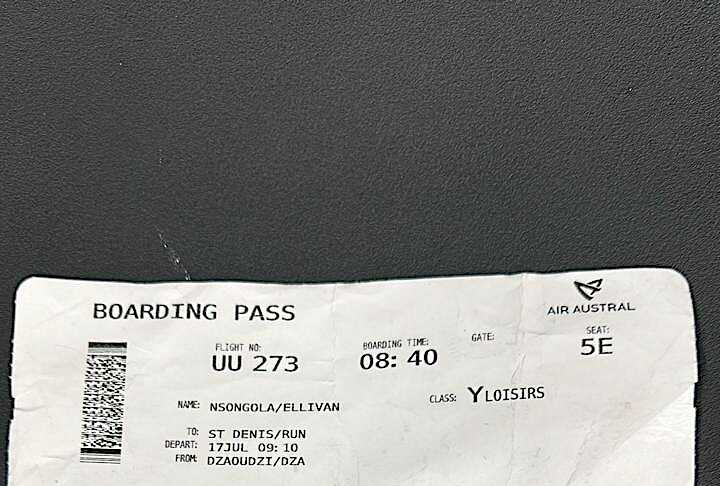 BOARDING PASS
AIR AUSTRAL
FLIGHT NO:
UU 273
BOARDING TIME:
08: 40
GATE:
SEAT:
5E
NAME: NSONGOLA/ELLIVAN
CLASS: Y LOISIRS
TO: ST DENIS/RUN
DEPART: 17JUL 09:10
FROM: DZAOUDZI/DZA